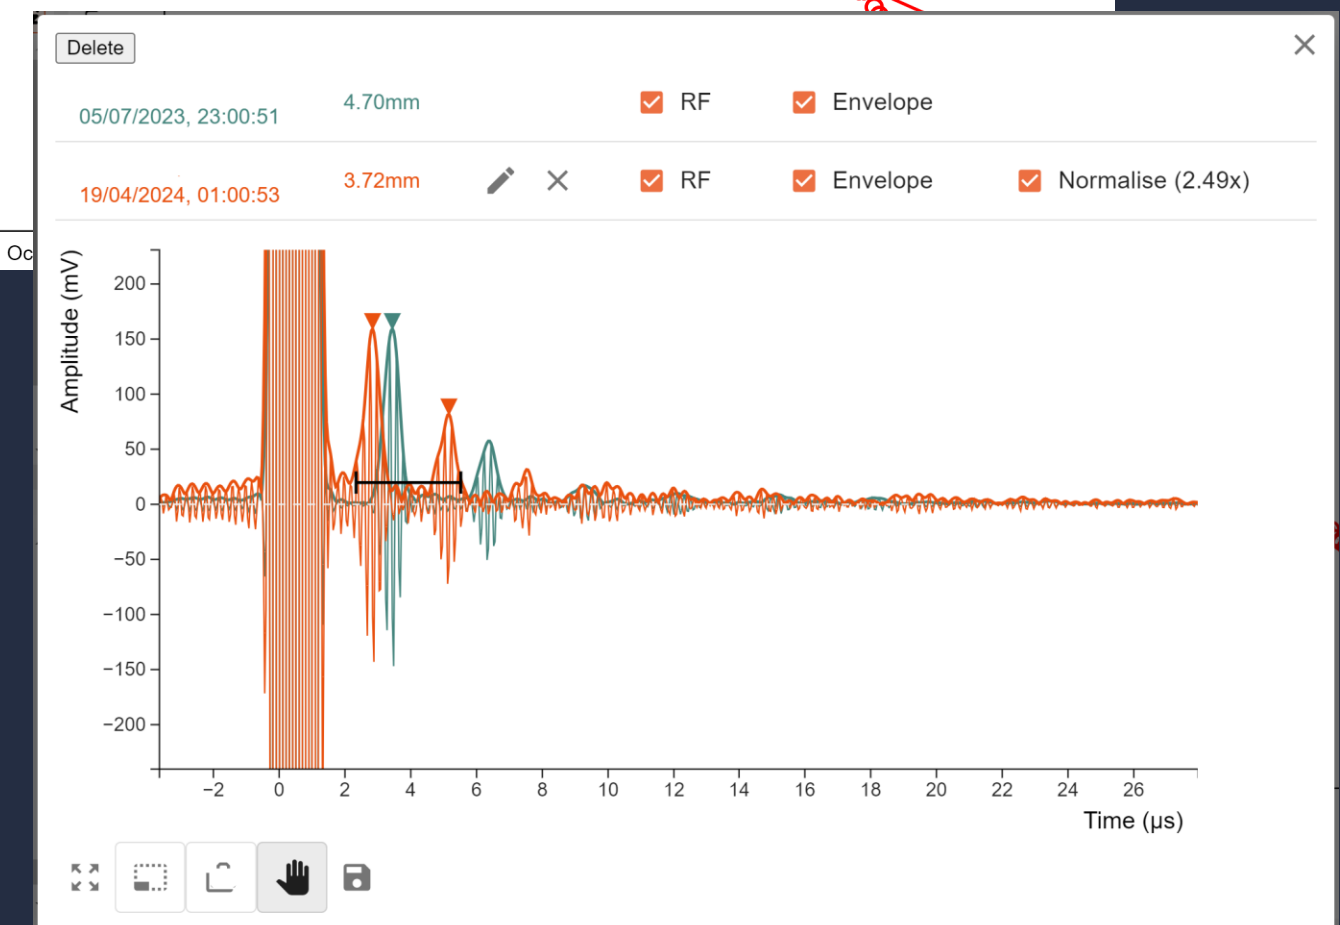 Delete
05/07/2023, 23:00:51 4.70mm RF Envelope
19/04/2024, 01:00:53 3.72mm RF Envelope Normalise (2.49x)
Oc
Amplitude (mV)
200
150
100
50
0
−50
−100
−150
−200
−2 0 2 4 6 8 10 12 14 16 18 20 22 24 26
Time (μs)